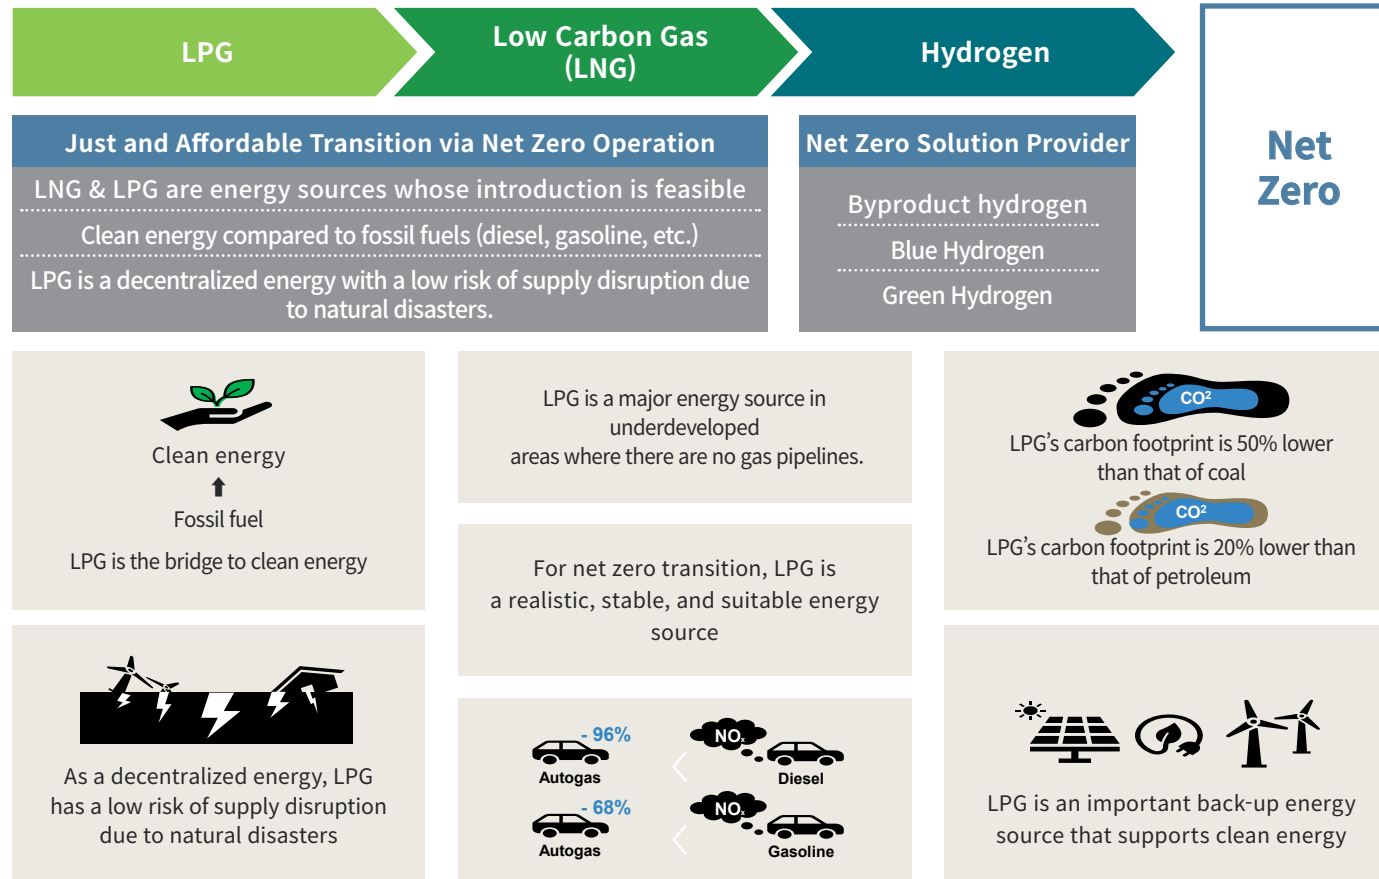 LPG
Low Carbon Gas
(LNG)
Hydrogen
Net
Zero
Just and Affordable Transition via Net Zero Operation
LNG & LPG are energy sources whose introduction is feasible
Clean energy compared to fossil fuels (diesel, gasoline, etc.)
LPG is a decentralized energy with a low risk of supply disruption due
to natural disasters.
Net Zero Solution Provider
Byproduct hydrogen
Blue Hydrogen
Green Hydrogen
Clean energy
Fossil fuel
LPG is the bridge to clean energy
As a decentralized energy, LPG
has a low risk of supply disruption
due to natural disasters
LPG is a major energy source in
underdeveloped
areas where there are no gas pipelines.
For net zero transition, LPG is
a realistic, stable, and suitable energy
source
- 96%
Autogas
NOx
Diesel
- 68%
Autogas
NOx
Gasoline
CO²
LPG's carbon footprint is 50% lower
than that of coal
CO²
LPG's carbon footprint is 20% lower than
that of petroleum
LPG is an important back-up energy
source that supports clean energy